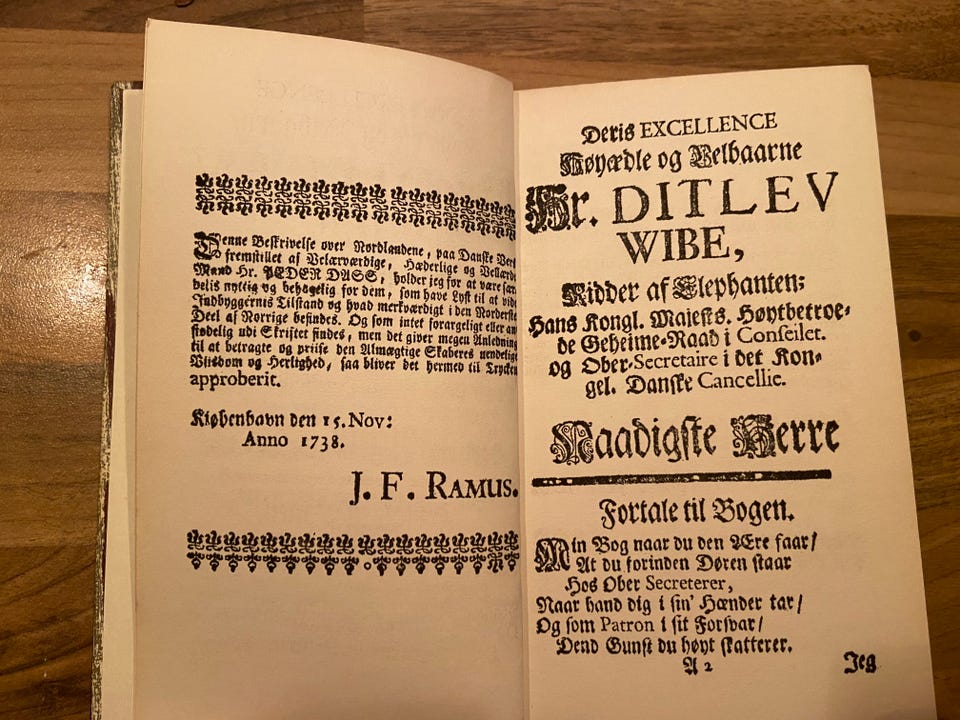 Denne Beskrivelse over Nordlandene, paa Danske Vers
fremstillet af Velærværdige, Hæderlige og Vellærde
Mand Hr. PEDER DASS, holder jeg for at være sær
delis nyttig og behagelig for dem, som have Lyst til at vide
Indbyggernis Tilstand og hvad merkværdigt i den Norderste
Deel af Norrige befindes. Og som intet forargeligt eller an
stødelig udi Skriftet findes, men det giver megen Anledning
til at betragte og priise den Almægtige Skaberes uendelige
Viisdom og Herlighed, saa bliver det hermed til Trykken
approberit.
Kiøbenhavn den 15. Nov:
Anno 1738.
J. F. RAMUS.
Deris EXCELLENCE
Høyædle og Velbaarne
Hr. DITLEV
WIBE,
Ridder af Elephanten;
Hans Kongl. Majests. Høytbetroe-
de Geheime-Raad i Conseilet.
og Ober-Secretaire i det Kon-
gel. Danske Cancellie.
Naadigste Herre
Fortale til Bogen.
Min Bog naar du den Ære faar/
At du forinden Døren staar
Hos Ober Secreterer,
Naar hand dig i sin' Hænder tar/
Og som Patron i sit Forsvar/
Dend Gunst du høyt skatterer.
A 2
Jeg